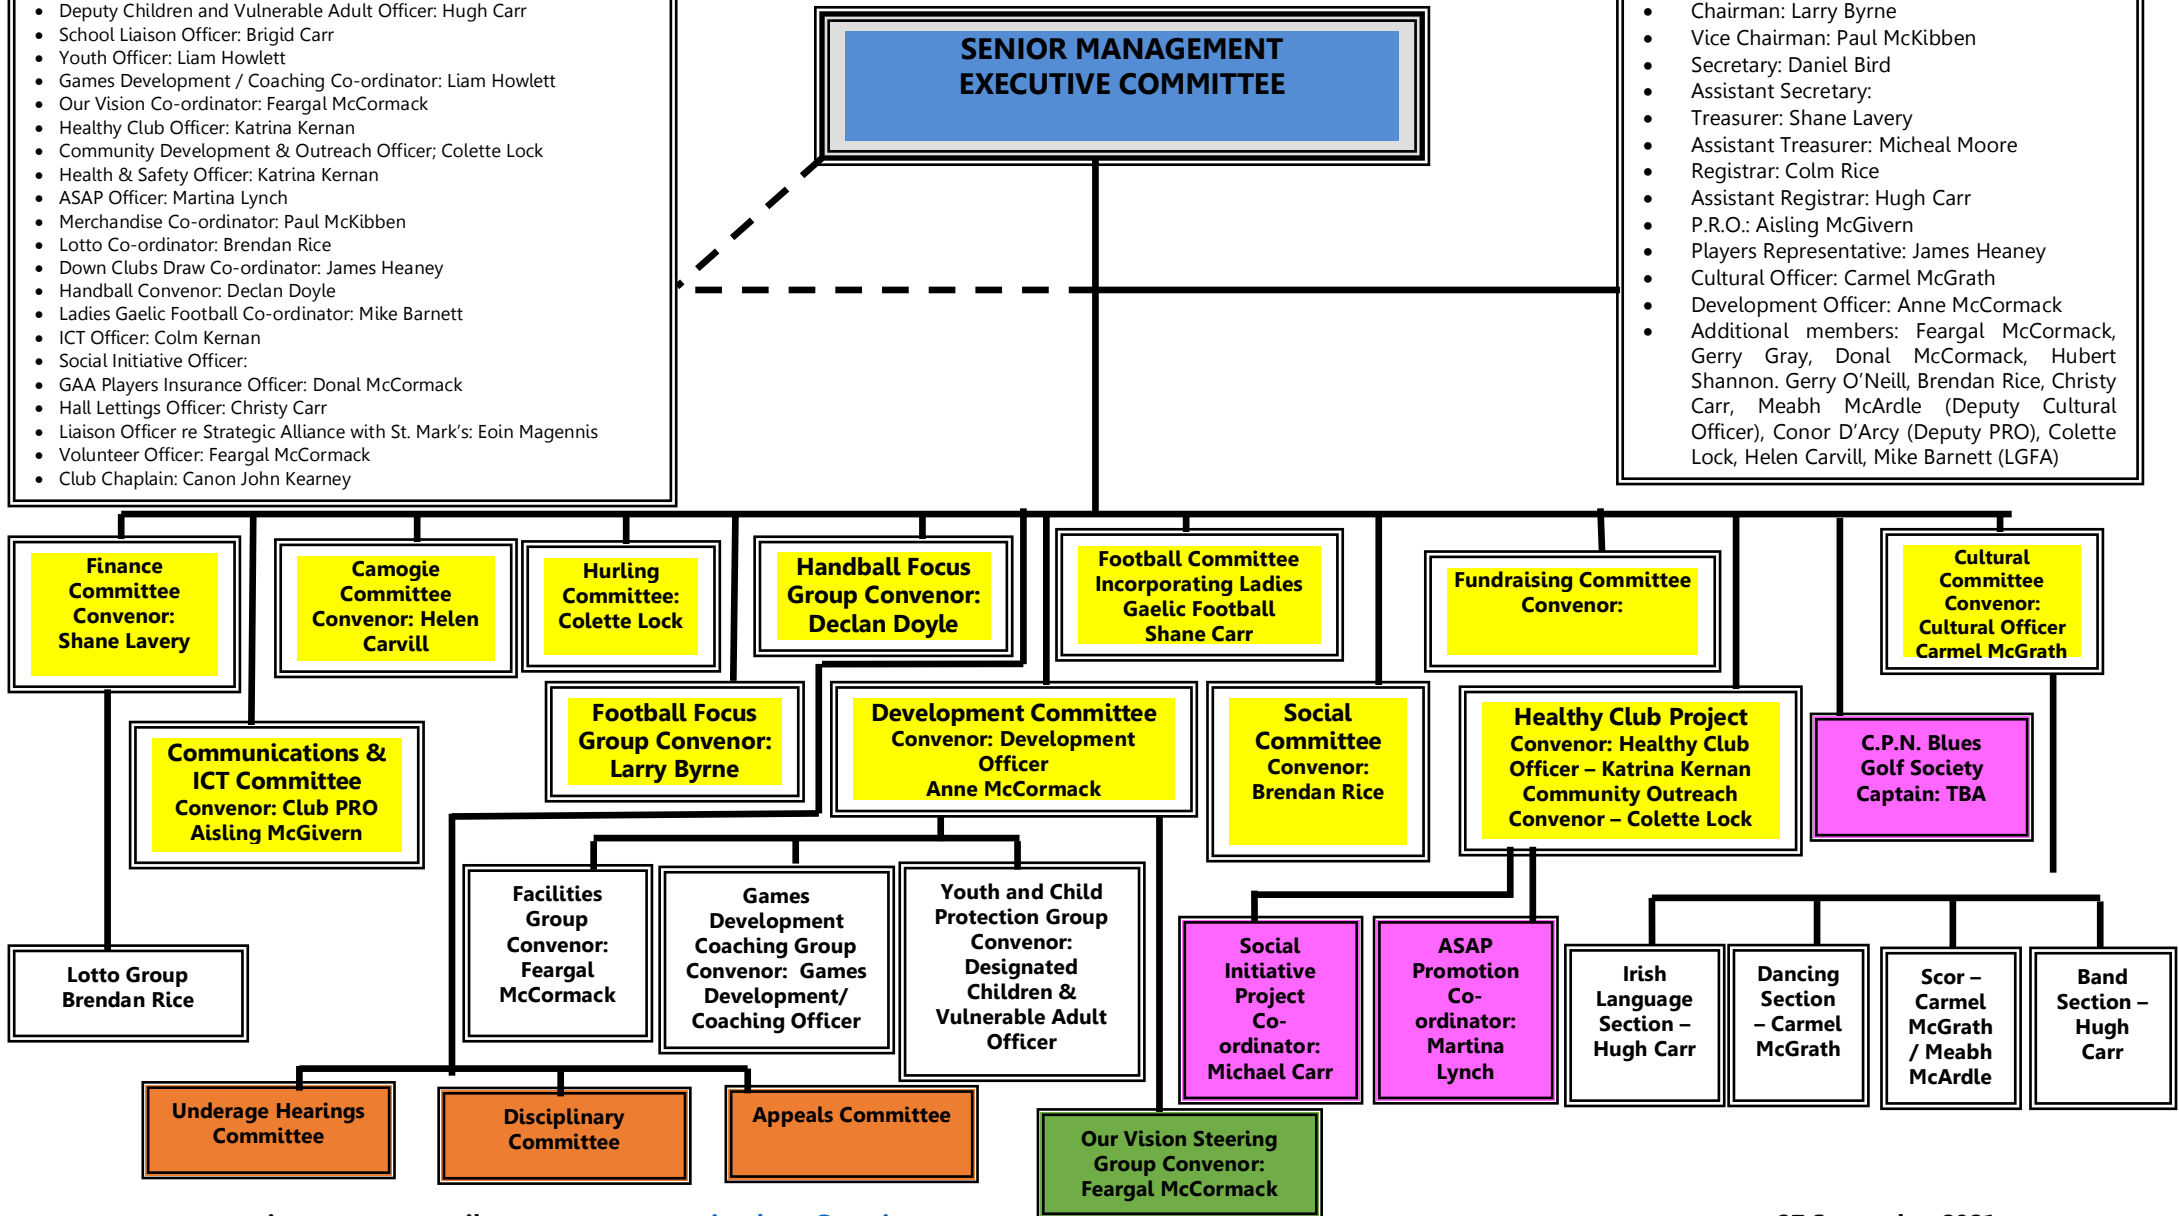 • Deputy Children and Vulnerable Adult Officer: Hugh Carr
• School Liaison Officer: Brigid Carr
• Youth Officer: Liam Howlett
• Games Development / Coaching Co-ordinator: Liam Howlett
• Our Vision Co-ordinator: Feargal McCormack
• Healthy Club Officer: Katrina Kernan
• Community Development & Outreach Officer; Colette Lock
• Health & Safety Officer: Katrina Kernan
• ASAP Officer: Martina Lynch
• Merchandise Co-ordinator: Paul McKibben
• Lotto Co-ordinator: Brendan Rice
• Down Clubs Draw Co-ordinator: James Heaney
• Handball Convenor: Declan Doyle
• Ladies Gaelic Football Co-ordinator: Mike Barnett
• ICT Officer: Colm Kernan
• Social Initiative Officer:
• GAA Players Insurance Officer: Donal McCormack
• Hall Lettings Officer: Christy Carr
• Liaison Officer re Strategic Alliance with St. Mark's: Eoin Magennis
• Volunteer Officer: Feargal McCormack
• Club Chaplain: Canon John Kearney
SENIOR MANAGEMENT
EXECUTIVE COMMITTEE
• Chairman: Larry Byrne
• Vice Chairman: Paul McKibben
• Secretary: Daniel Bird
• Assistant Secretary:
• Treasurer: Shane Lavery
• Assistant Treasurer: Micheal Moore
• Registrar: Colm Rice
• Assistant Registrar: Hugh Carr
• P.R.O.: Aisling McGivern
• Players Representative: James Heaney
• Cultural Officer: Carmel McGrath
• Development Officer: Anne McCormack
• Additional members: Feargal McCormack,
Gerry Gray, Donal McCormack, Hubert
Shannon. Gerry O'Neill, Brendan Rice, Christy
Carr, Meabh McArdle (Deputy Cultural
Officer), Conor D'Arcy (Deputy PRO), Colette
Lock, Helen Carvill, Mike Barnett (LGFA)
Finance
Committee
Convenor:
Shane Lavery
Camogie
Committee
Convenor: Helen
Carvill
Hurling
Committee:
Colette Lock
Handball Focus
Group Convenor:
Declan Doyle
Football Committee
Incorporating Ladies
Gaelic Football
Shane Carr
Fundraising Committee
Convenor:
Cultural
Committee
Convenor:
Cultural Officer
Carmel McGrath
Communications &
ICT Committee
Convenor: Club PRO
Aisling McGivern
Football Focus
Group Convenor:
Larry Byrne
Development Committee
Convenor: Development
Officer
Anne McCormack
Social
Committee
Convenor:
Brendan Rice
Healthy Club Project
Convenor: Healthy Club
Officer – Katrina Kernan
Community Outreach
Convenor – Colette Lock
C.P.N. Blues
Golf Society
Captain: TBA
Lotto Group
Brendan Rice
Facilities
Group
Convenor:
Feargal
McCormack
Games
Development
Coaching Group
Convenor: Games
Development/
Coaching Officer
Youth and Child
Protection Group
Convenor:
Designated
Children &
Vulnerable Adult
Officer
Social
Initiative
Project
Co-
ordinator:
Michael Carr
ASAP
Promotion
Co-
ordinator:
Martina
Lynch
Irish
Language
Section –
Hugh Carr
Dancing
Section
– Carmel
McGrath
Scor –
Carmel
McGrath
/ Meabh
McArdle
Band
Section –
Hugh
Carr
Underage Hearings
Committee
Disciplinary
Committee
Appeals Committee
Our Vision Steering
Group Convenor:
Feargal McCormack